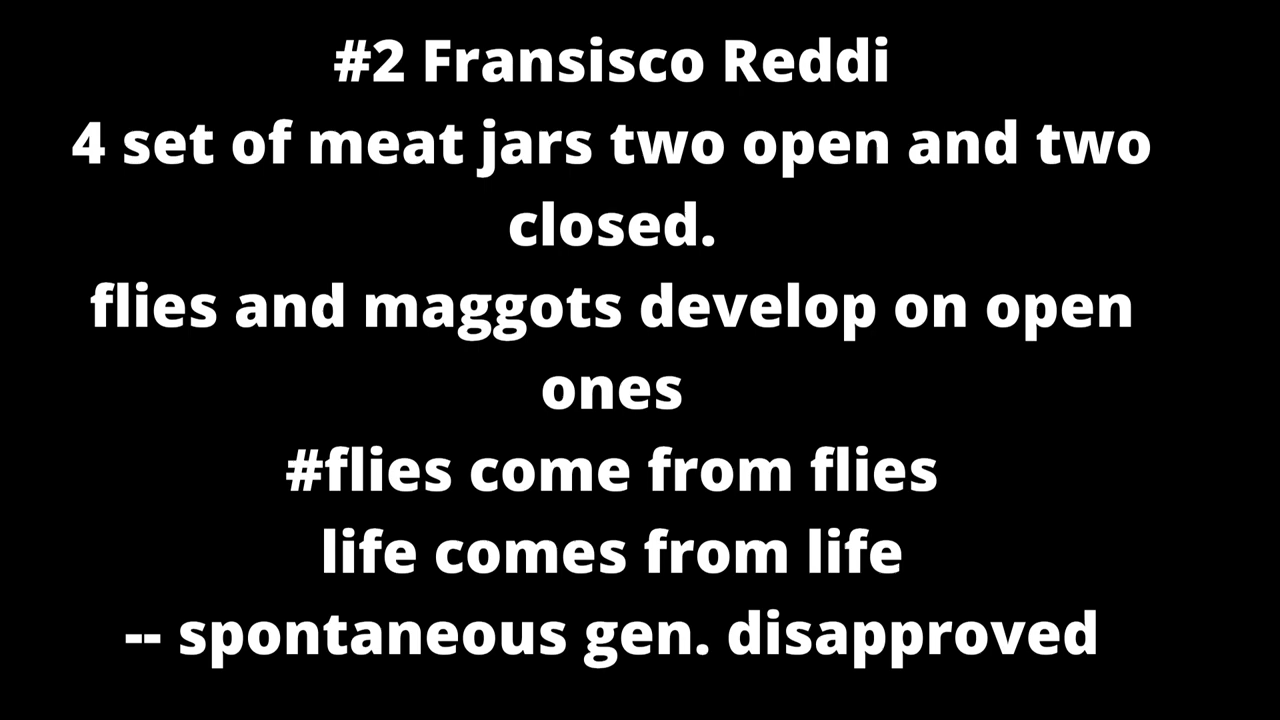 #2 Fransisco Reddi
4 set of meat jars two open and two
closed.
flies and maggots develop on open
ones
#flies come from flies
life comes from life
-- spontaneous gen. disapproved